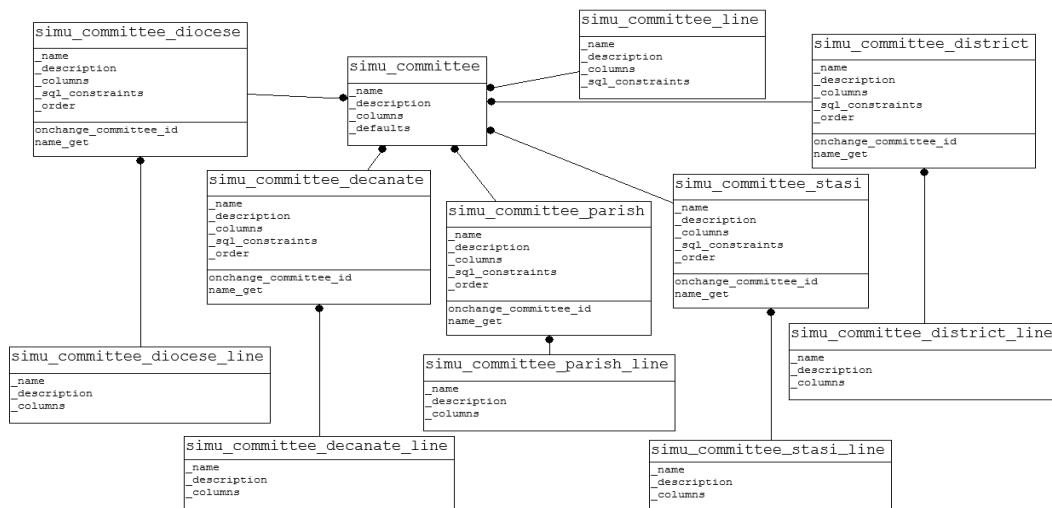 simu_committee_diocese
_name
_description
_columns
_sql_constraints
_order
onchange_committee_id
name_get
simu_committee
_name
_description
_columns
_defaults
simu_committee_line
_name
_description
_columns
_sql_constraints
simu_committee_district
_name
_description
_columns
_sql_constraints
_order
onchange_committee_id
name_get
simu_committee_decanate
_name
_description
_columns
_sql_constraints
_order
onchange_committee_id
name_get
simu_committee_parish
_name
_description
_columns
_sql_constraints
_order
onchange_committee_id
name_get
simu_committee_stasi
_name
_description
_columns
_sql_constraints
_order
onchange_committee_id
name_get
simu_committee_diocese_line
_name
_description
_columns
simu_committee_parish_line
_name
_description
_columns
simu_committee_district_line
_name
_description
_columns
simu_committee_decanate_line
_name
_description
_columns
simu_committee_stasi_line
_name
_description
_columns